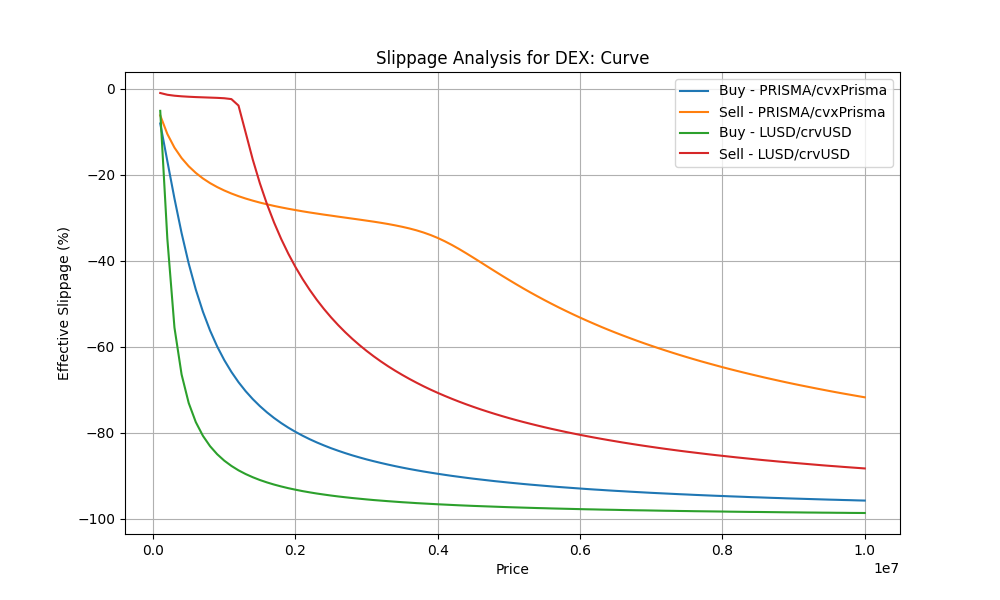 Slippage Analysis for DEX: Curve
Buy - PRISMA/cvxPrisma
Sell - PRISMA/cvxPrisma
Buy - LUSD/crvUSD
Sell - LUSD/crvUSD
Effective Slippage (%)
0
−20
−40
−60
−80
−100
0.0 0.2 0.4 0.6 0.8 1.0
1e7
Price